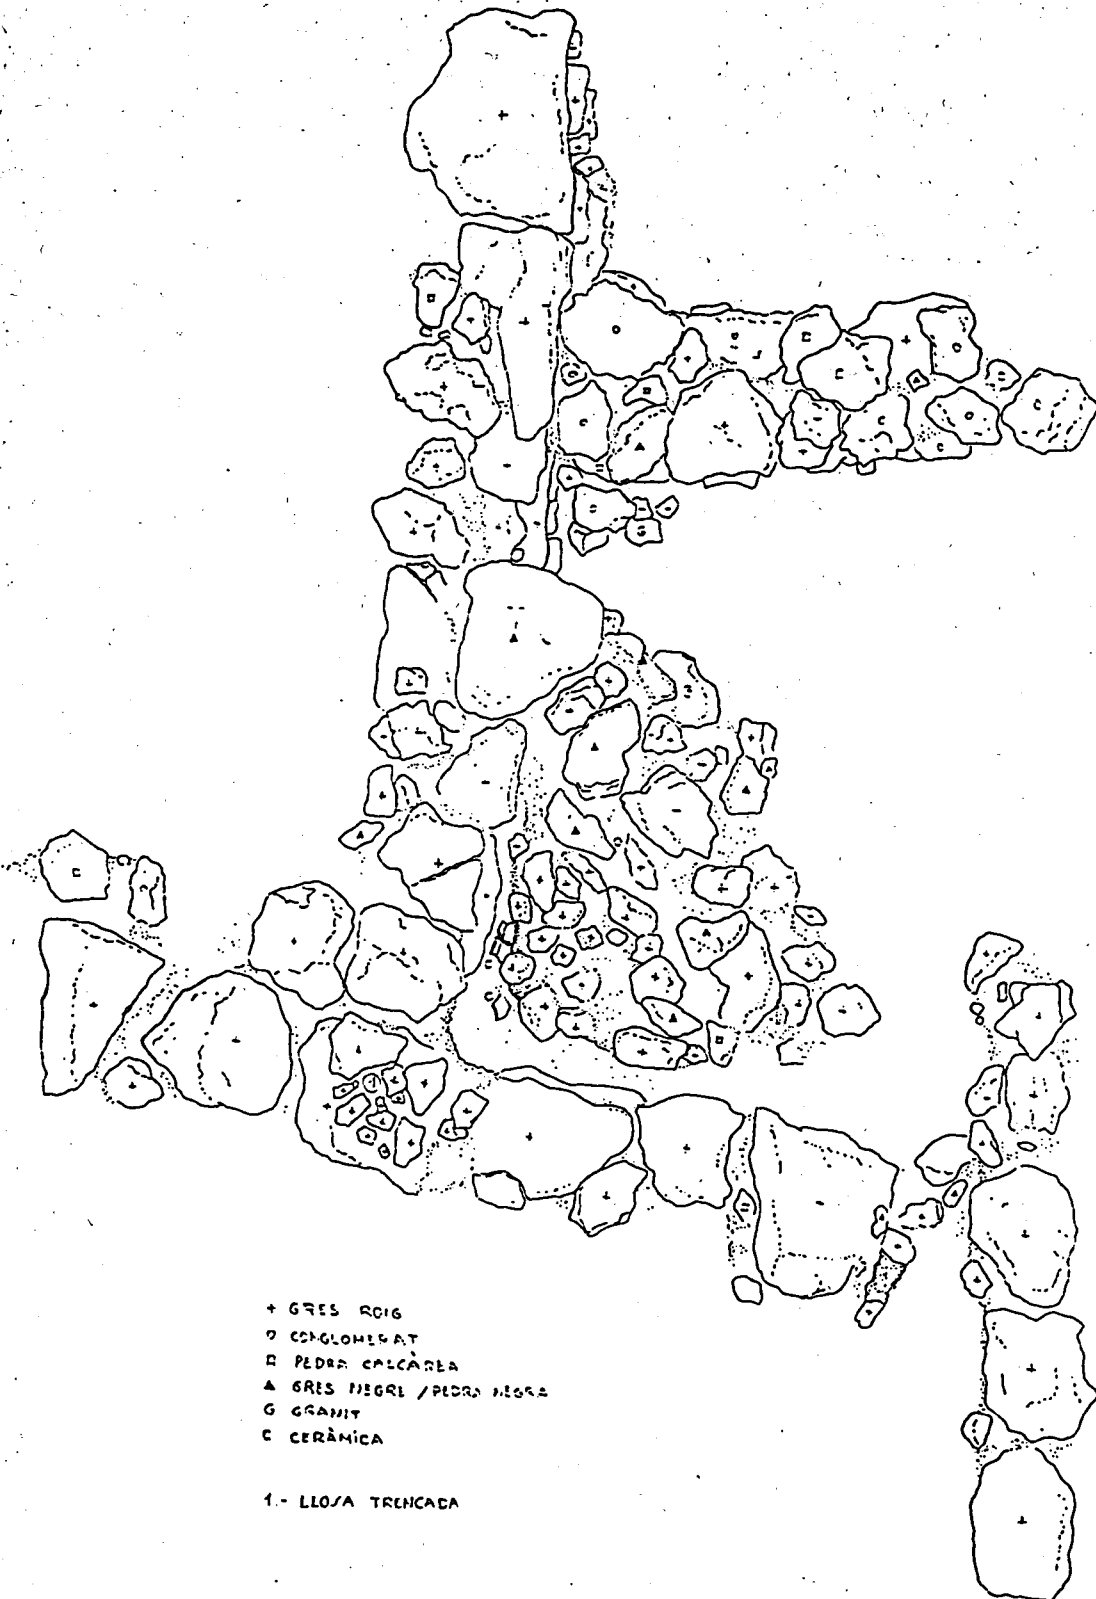 + GRES ROIG
o CONGLOMERAT
□ PEDRA CALCÀREA
▲ GRES NEGRE / PEDRA NEGRA
G GRANIT
C CERÀMICA
1.- LLOSA TRENCADA